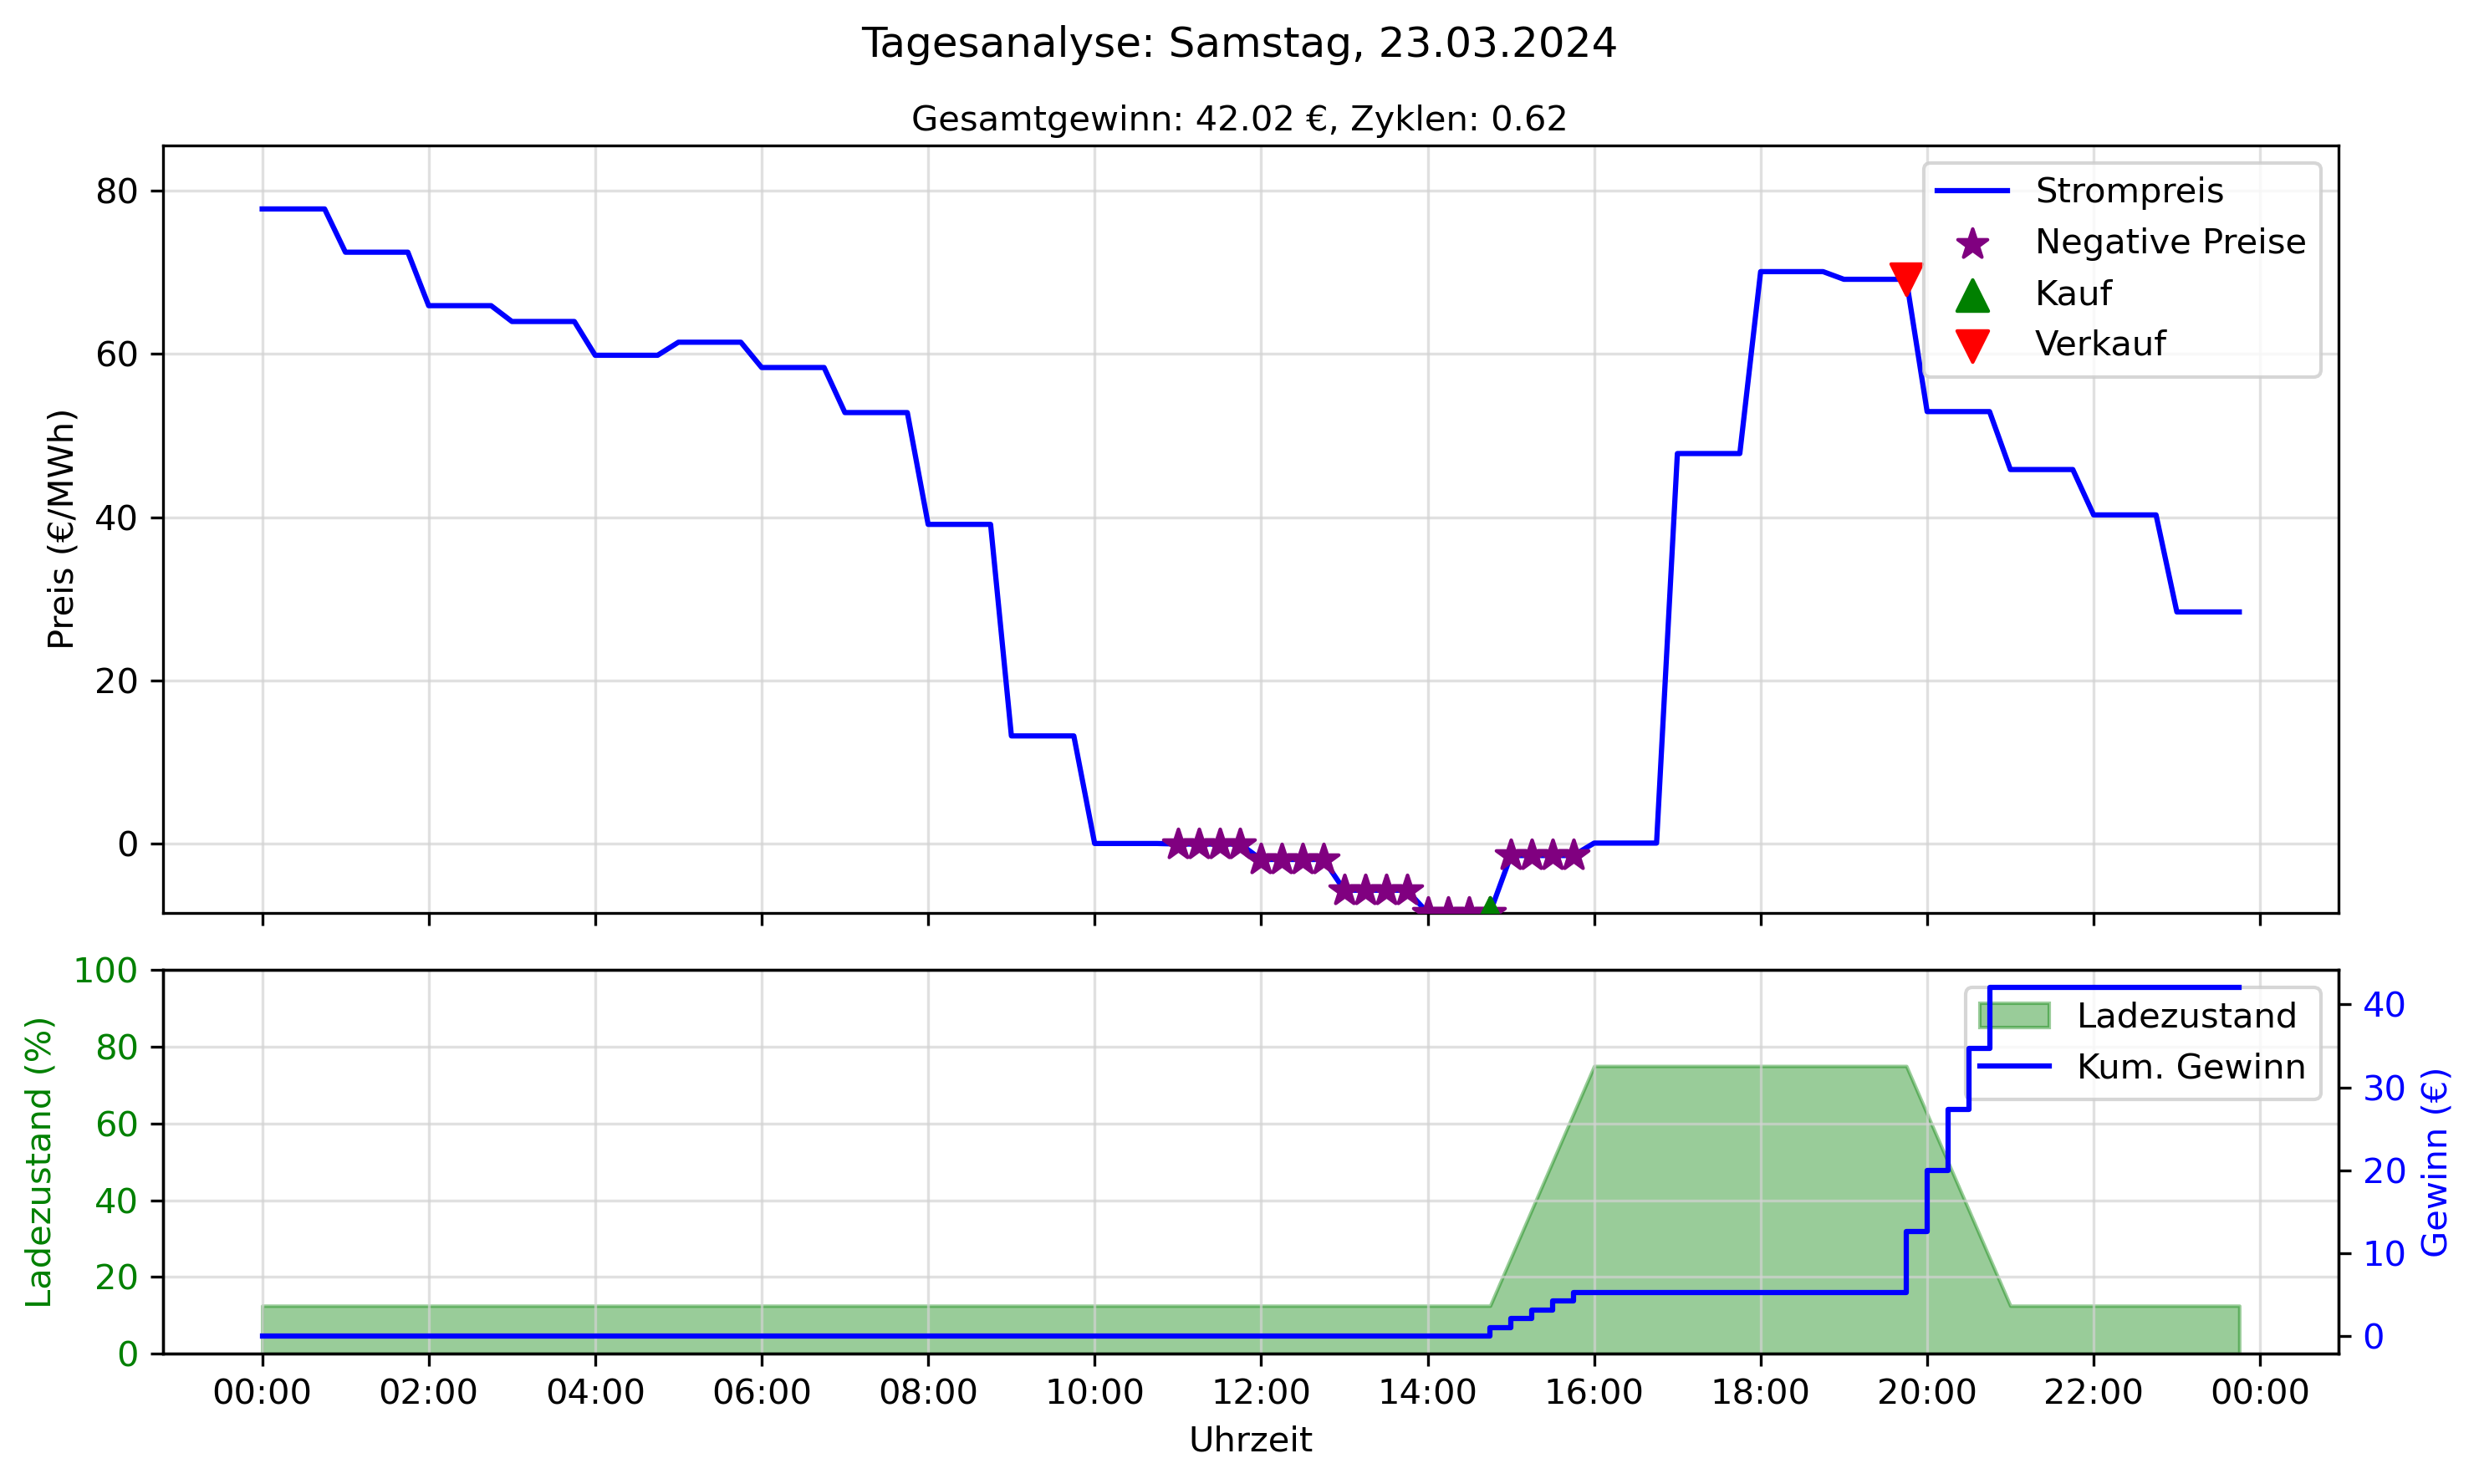 Tagesanalyse: Samstag, 23.03.2024
Gesamtgewinn: 42.02 €, Zyklen: 0.62
Preis (€/MWh)
80
60
40
20
0
Strompreis
Negative Preise
Kauf
Verkauf
Ladezustand (%)
100
80
60
40
20
0
Ladezustand
Kum. Gewinn
40
30
20
10
0
Gewinn (€)
00:00 02:00 04:00 06:00 08:00 10:00 12:00 14:00 16:00 18:00 20:00 22:00 00:00
Uhrzeit